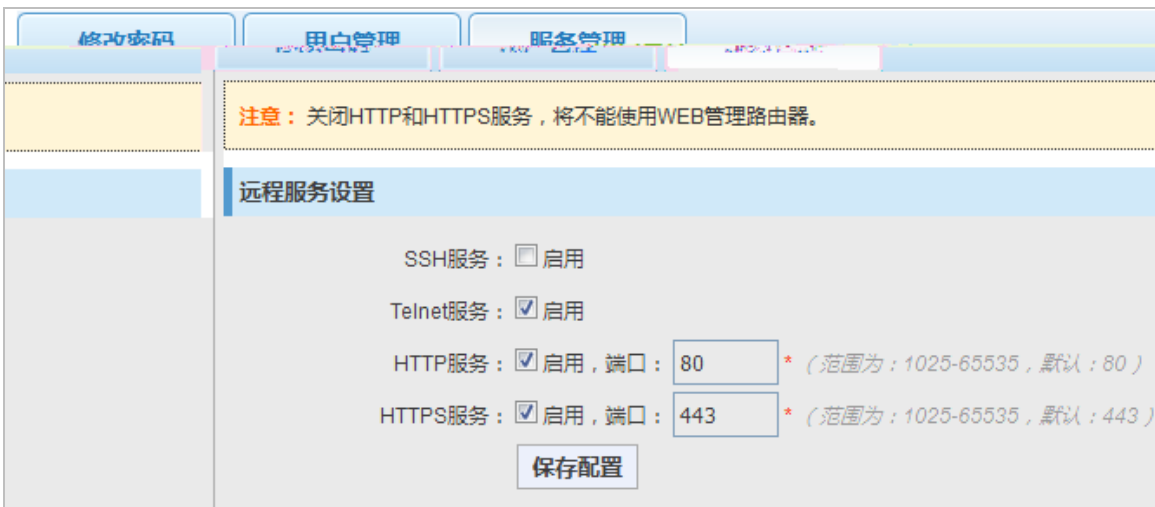 修改密码 用户管理 服务管理
注意：关闭HTTP和HTTPS服务，将不能使用WEB管理路由器。
远程服务设置
SSH服务：启用
Telnet服务：启用
HTTP服务：启用，端口：80 *（范围为：1025-65535，默认：80）
HTTPS服务：启用，端口：443 *（范围为：1025-65535，默认：443）
保存配置